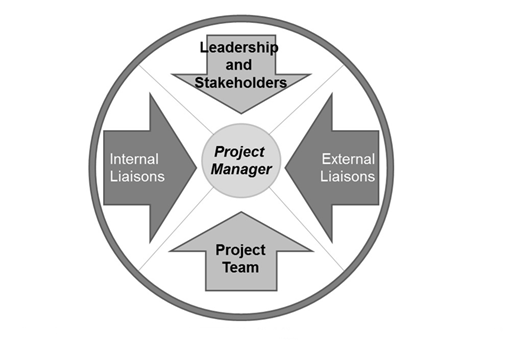 Leadership
and
Stakeholders
Internal
Liaisons
Project
Manager
External
Liaisons
Project
Team